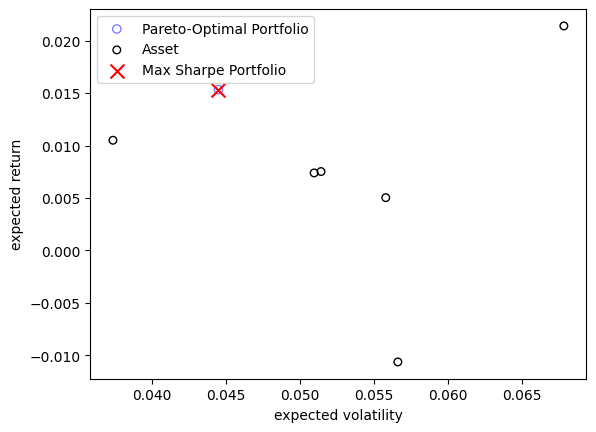 Pareto-Optimal Portfolio
Asset
Max Sharpe Portfolio
0.020
0.015
0.010
0.005
0.000
−0.005
−0.010
expected return
0.040 0.045 0.050 0.055 0.060 0.065
expected volatility